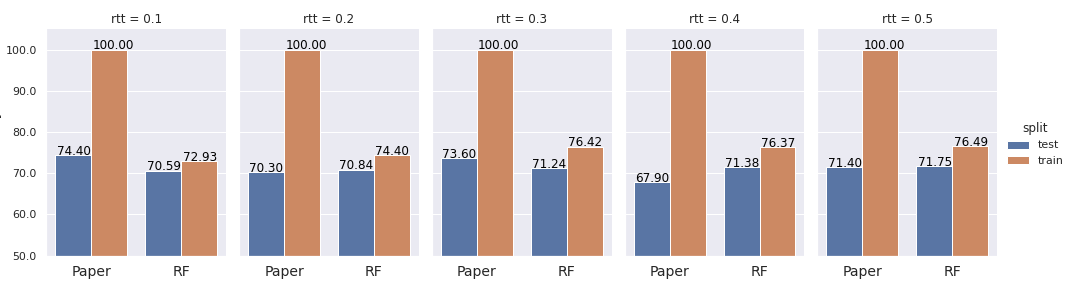 rtt = 0.1
rtt = 0.2
rtt = 0.3
rtt = 0.4
rtt = 0.5
100.0
90.0
80.0
70.0
60.0
50.0
74.40
100.00
70.59
72.93
70.30
100.00
70.84
74.40
73.60
100.00
71.24
76.42
67.90
100.00
71.38
76.37
71.40
100.00
71.75
76.49
Paper RF
Paper RF
Paper RF
Paper RF
Paper RF
split
test
train